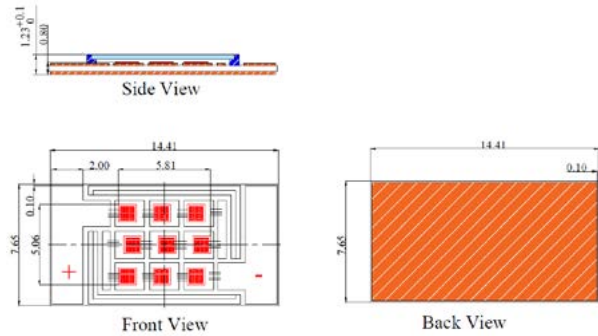 1.23 +0.1 0
0.80
Side View
14.41
2.00 5.81
0.10
7.65
5.06
+ -
Front View
14.41
0.10
7.65
Back View